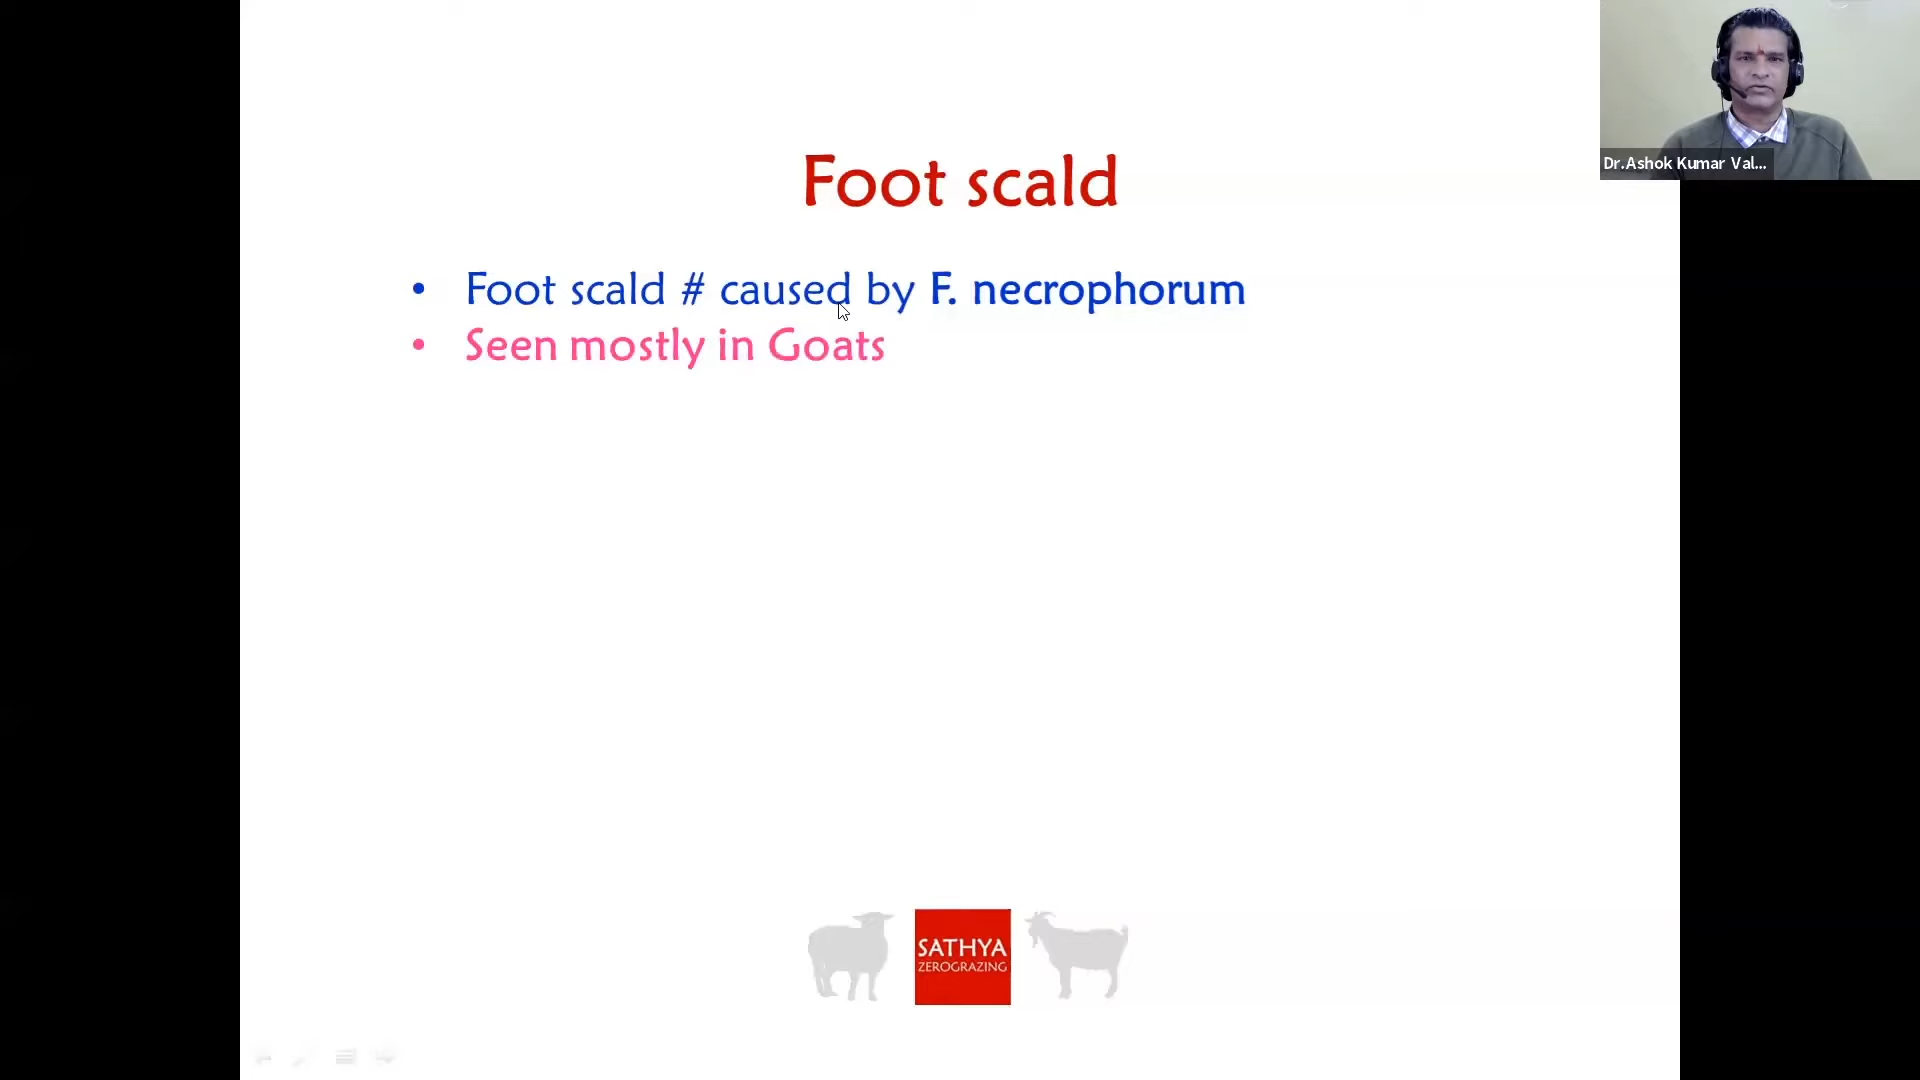 Dr.Ashok Kumar Val...
Foot scald
• Foot scald # caused by F. necrophorum
• Seen mostly in Goats
SATHYA
ZEROGRAZING